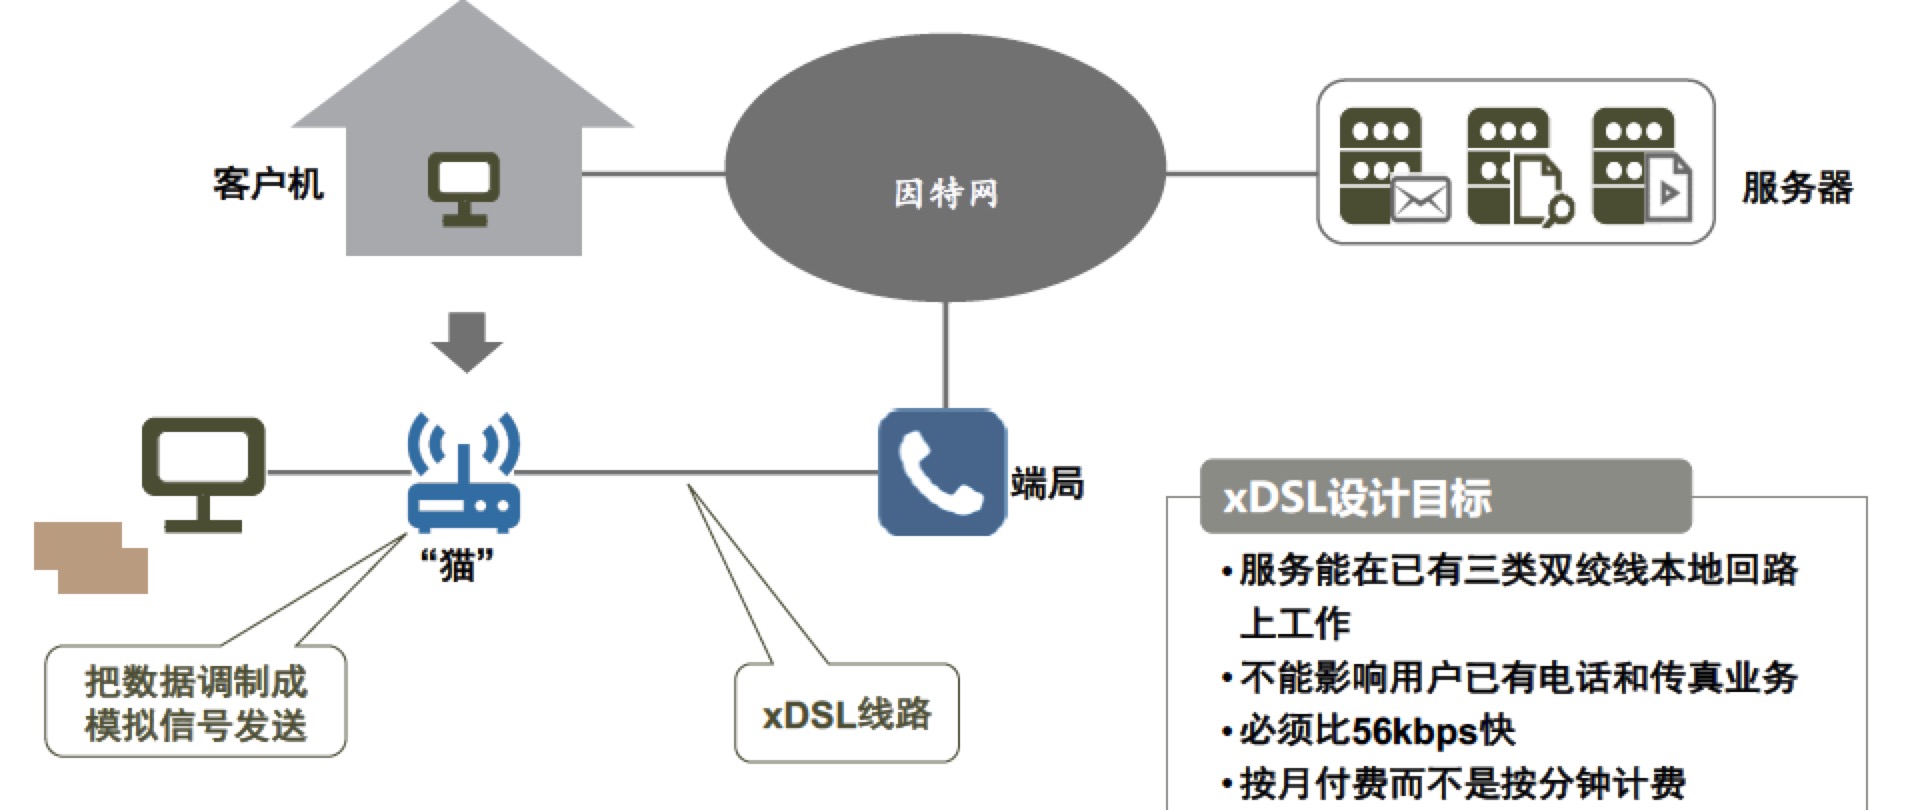 客户机
因特网
服务器
端局
“猫”
把数据调制成
模拟信号发送
xDSL线路
xDSL设计目标
•服务能在已有三类双绞线本地回路
上工作
•不能影响用户已有电话和传真业务
•必须比56kbps快
•按月付费而不是按分钟计费